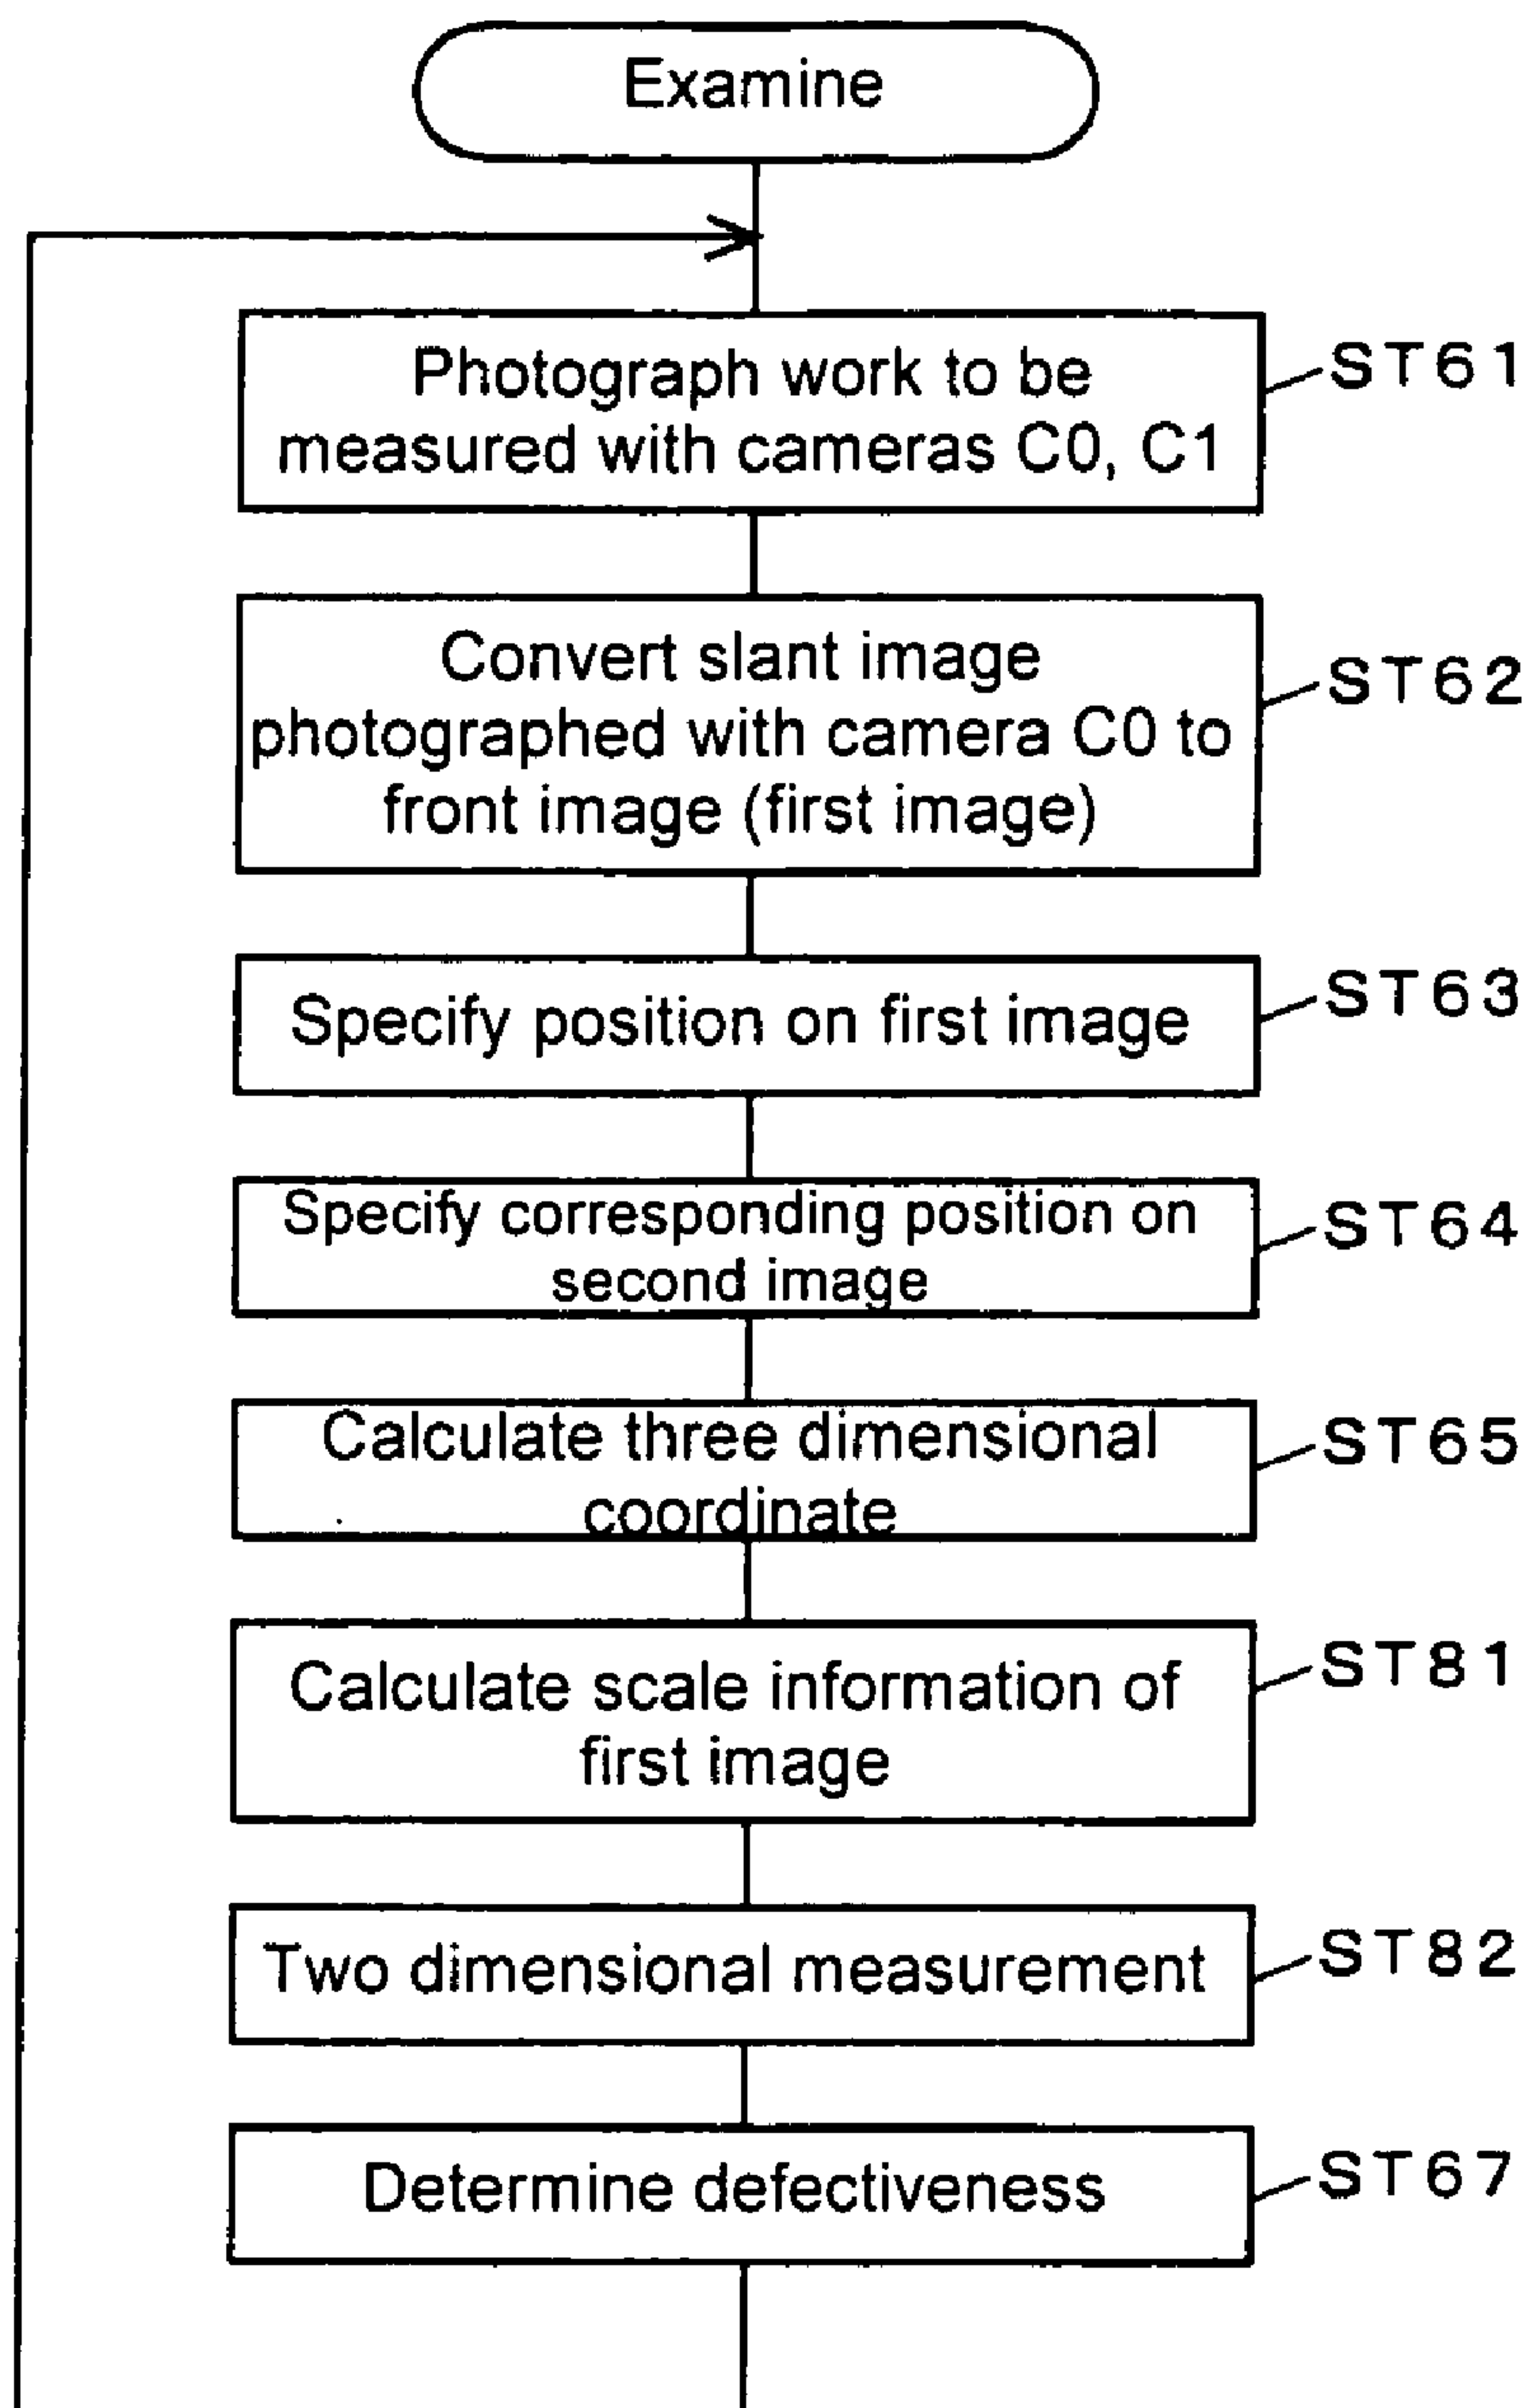 Examine
Photograph work to be
measured with cameras C0, C1
ST61
Convert slant image
photographed with camera C0 to
front image (first image)
ST62
Specify position on first image
ST63
Specify corresponding position on
second image
ST64
Calculate three dimensional
coordinate
ST65
Calculate scale information of
first image
ST81
Two dimensional measurement
ST82
Determine defectiveness
ST67